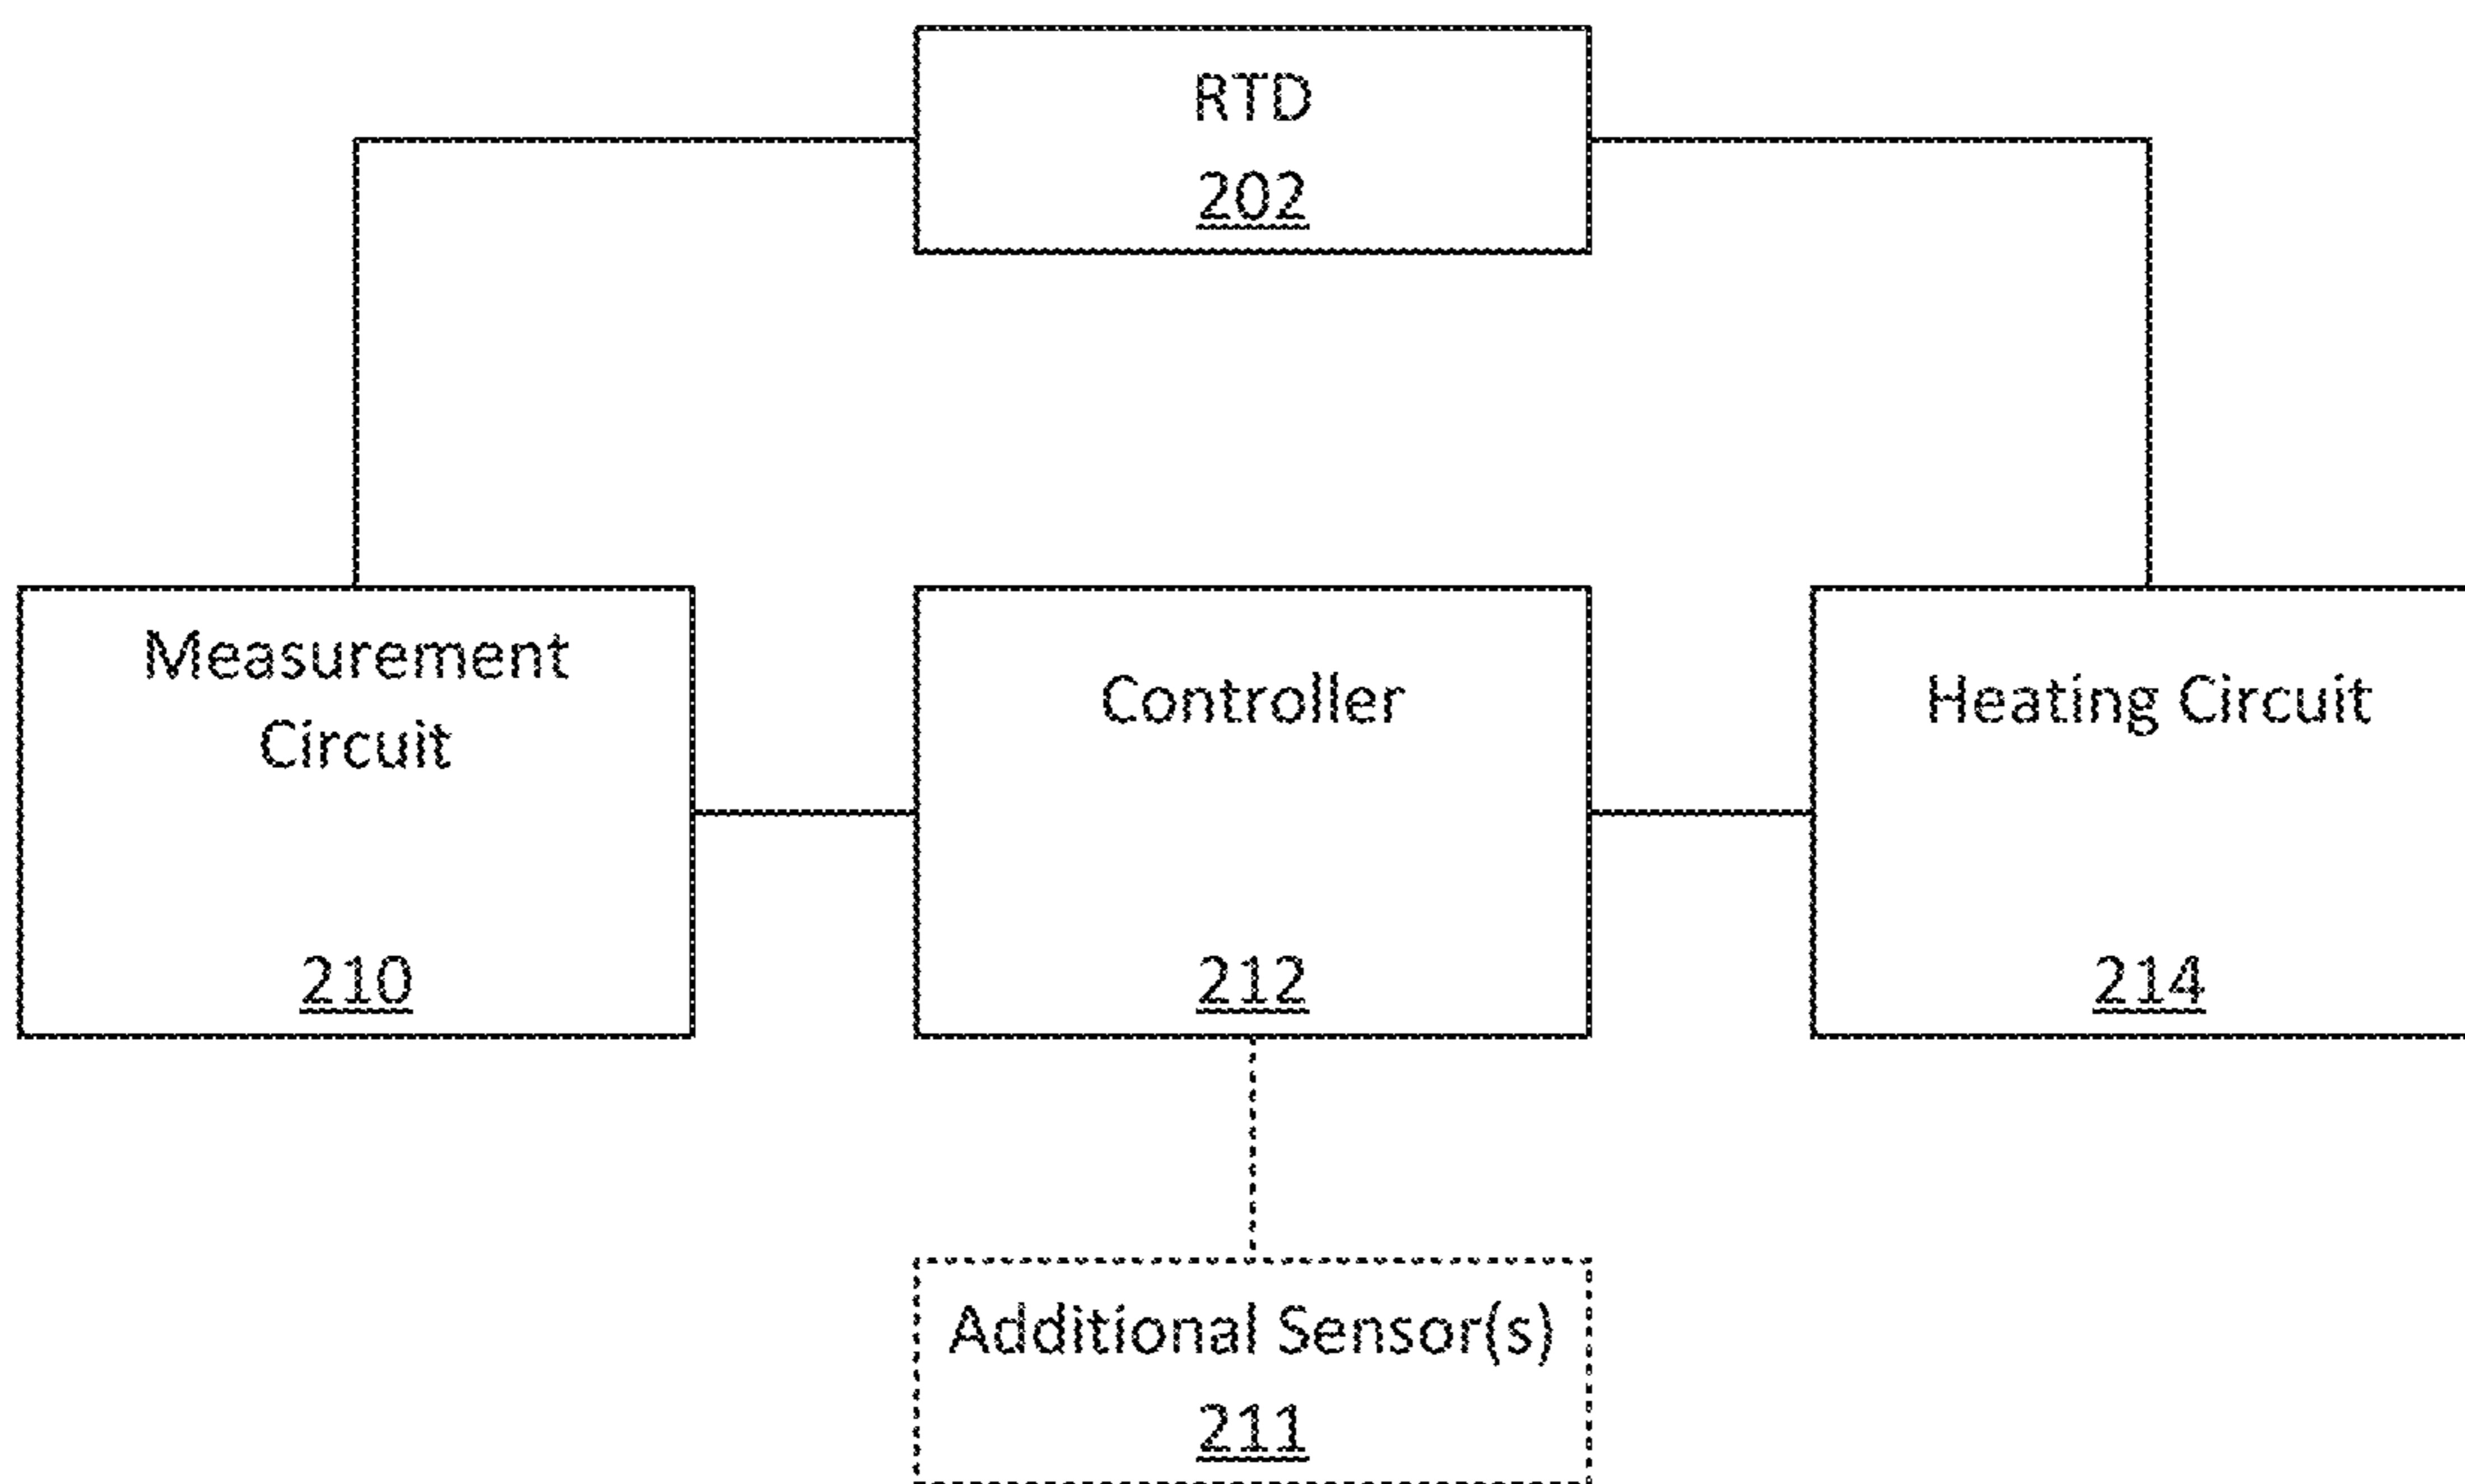 RTD
202
Measurement
Circuit
210
Controller
212
Heating Circuit
214
Additional Sensor(s)
211